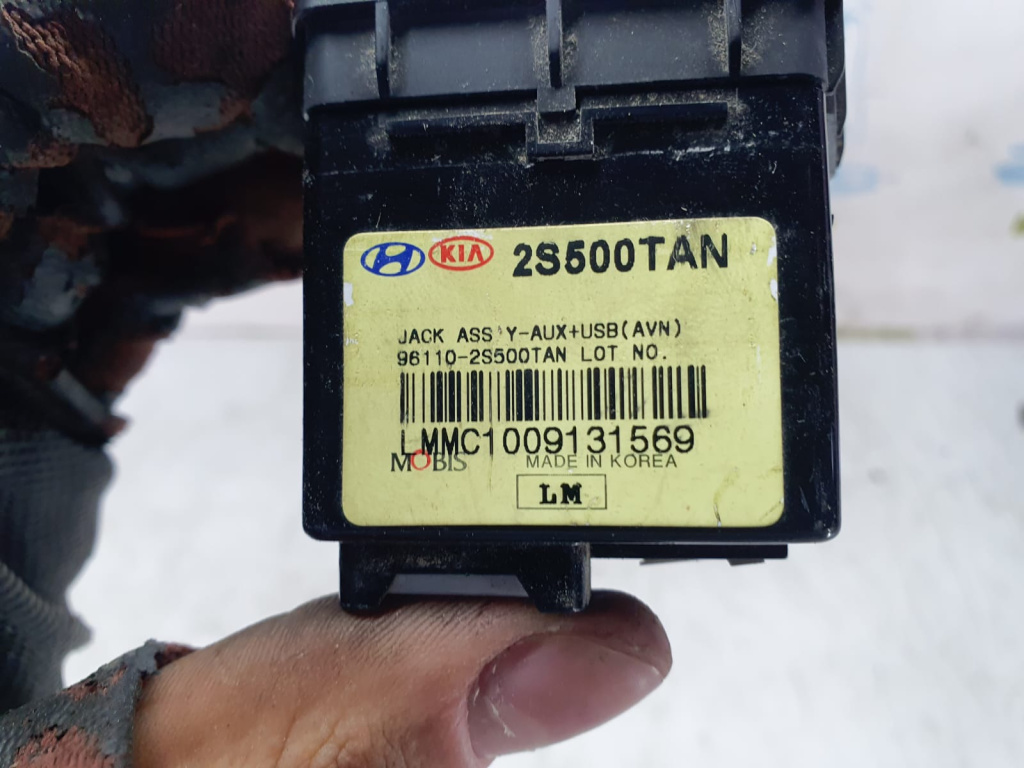 KIA 2S500TAN
JACK ASS'Y-AUX+USB(AVN)
96110-2S500TAN LOT NO.
LMMC1009131569
MOBIS MADE IN KOREA
LM